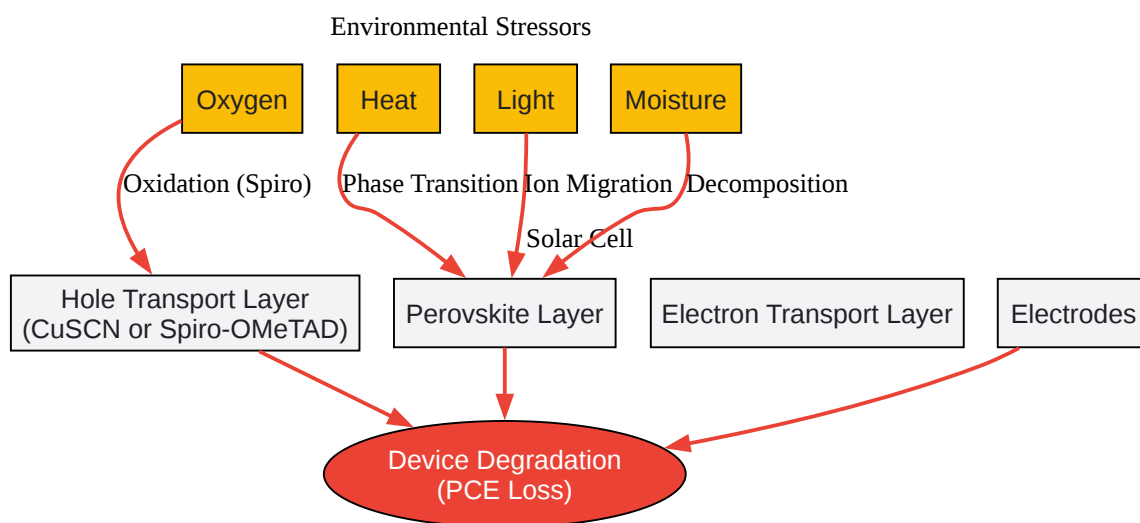 Environmental Stressors
Oxygen
Heat
Light
Moisture
Oxidation (Spiro)
Phase Transition
Ion Migration
Decomposition
Solar Cell
Hole Transport Layer
(CuSCN or Spiro-OMeTAD)
Perovskite Layer
Electron Transport Layer
Electrodes
Device Degradation
(PCE Loss)